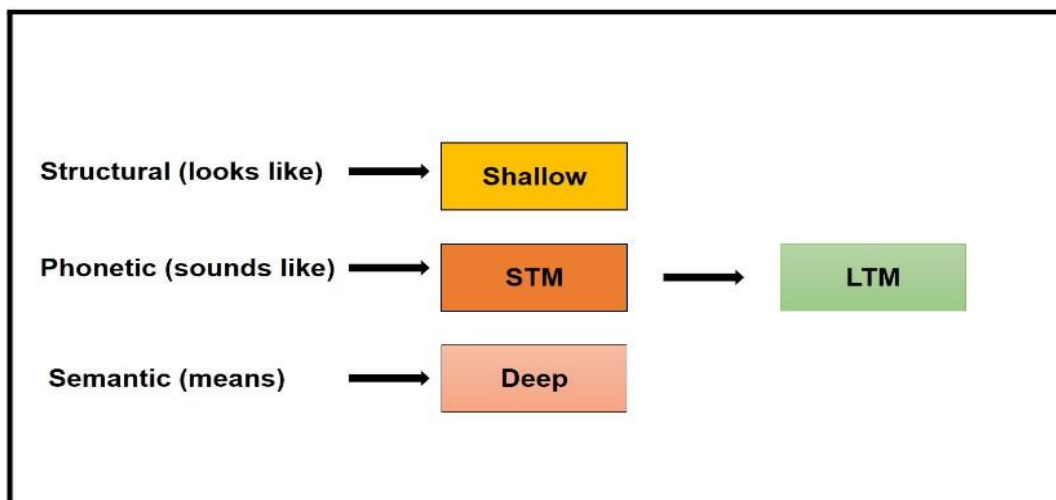 Structural (looks like)
Shallow
Phonetic (sounds like)
STM
LTM
Semantic (means)
Deep